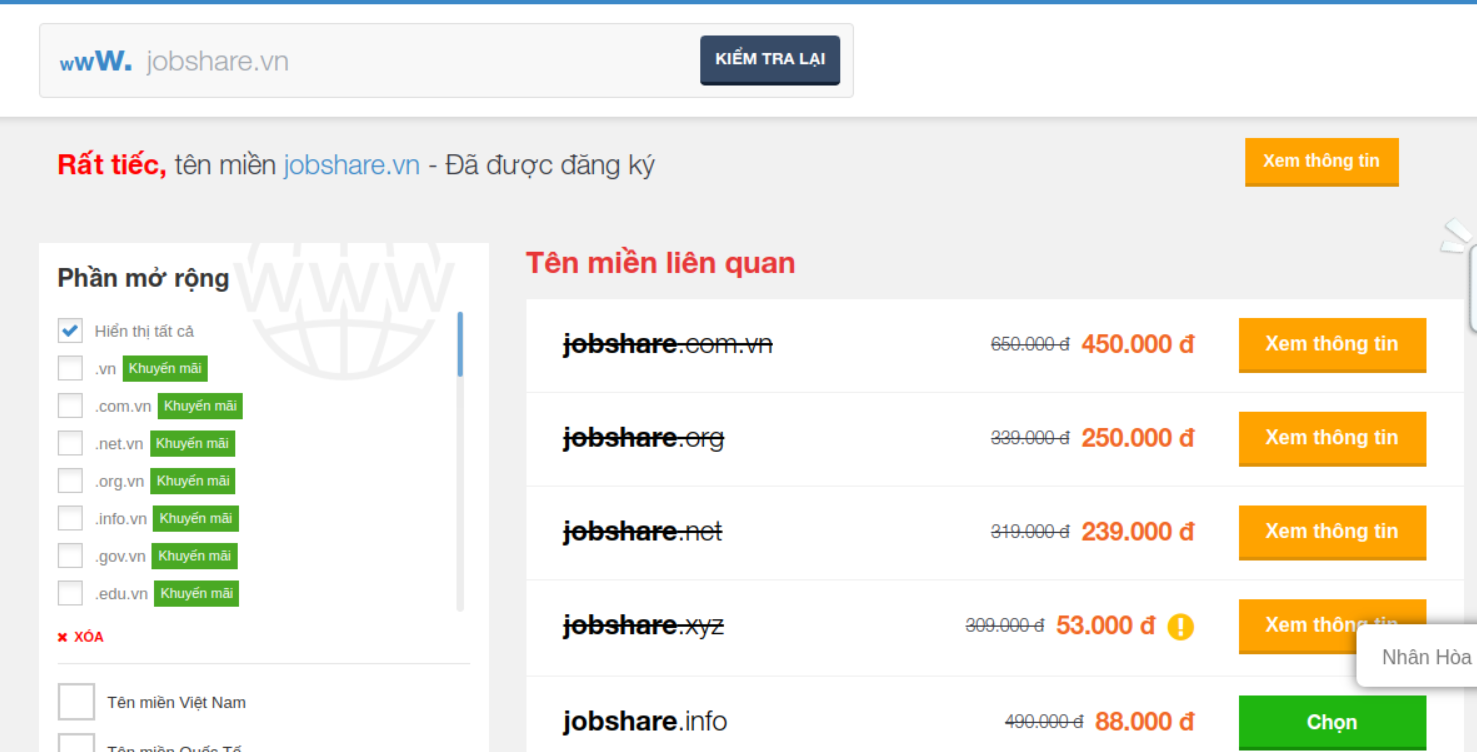 wwW. jobshare.vn
KIỂM TRA LẠI
Rất tiếc, tên miền jobshare.vn - Đã được đăng ký
Xem thông tin
Phần mở rộng
WWW
Hiển thị tất cả
.vn Khuyến mãi
.com.vn Khuyến mãi
.net.vn Khuyến mãi
.org.vn Khuyến mãi
.info.vn Khuyến mãi
.gov.vn Khuyến mãi
.edu.vn Khuyến mãi
✖ XÓA
Tên miền Việt Nam
Tên miền Quốc Tế
Tên miền liên quan
jobshare.com.vn 650.000 đ 450.000 đ Xem thông tin
jobshare.org 339.000 đ 250.000 đ Xem thông tin
jobshare.net 319.000 đ 239.000 đ Xem thông tin
jobshare.xyz 309.000 đ 53.000 đ Xem thông tin
Nhân Hòa
jobshare.info 490.000 đ 88.000 đ Chọn